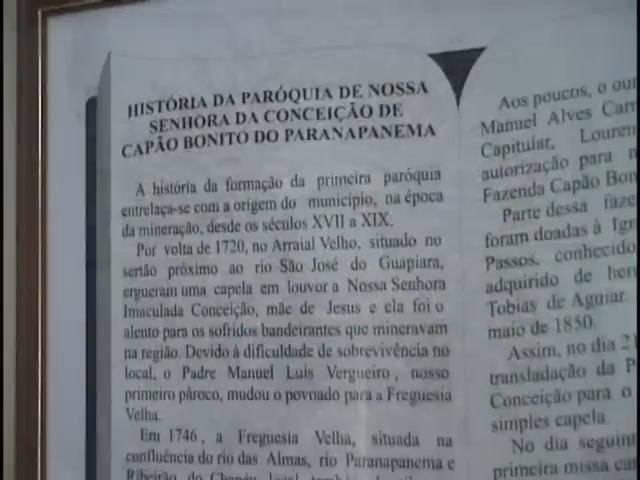 HISTÓRIA DA PARÓQUIA DE NOSSA
SENHORA DA CONCEIÇÃO DE
CAPÃO BONITO DO PARANAPANEMA
A história da formação da primeira paróquia
entrelaça-se com a origem do município, na época
da mineração, desde os séculos XVII a XIX.
Por volta de 1720, no Arraial Velho, situado no
sertão próximo ao rio São José do Guapiara,
ergueram uma capela em louvor a Nossa Senhora
Imaculada Conceição, mãe de Jesus e ela foi o
alento para os sofridos bandeirantes que mineravam
na região. Devido à dificuldade de sobrevivência no
local, o Padre Manuel Luis Vergueiro, nosso
primeiro pároco, mudou o povoado para a Freguesia
Velha.
Em 1746, a Freguesia Velha, situada na
confluência do rio das Almas, rio Paranapanema e
Ribeirão do Chapéu local
Aos poucos, o
Manuel Alves
Capitular,
autorização para
Fazenda Capão
Parte dessa
foram doadas à
Passos, conhecido
adquirido de
Tobias de Aguiar.
maio de 1850.
Assim, no dia
transladação da
Conceição para o
simples capela.
No dia
primeira missa